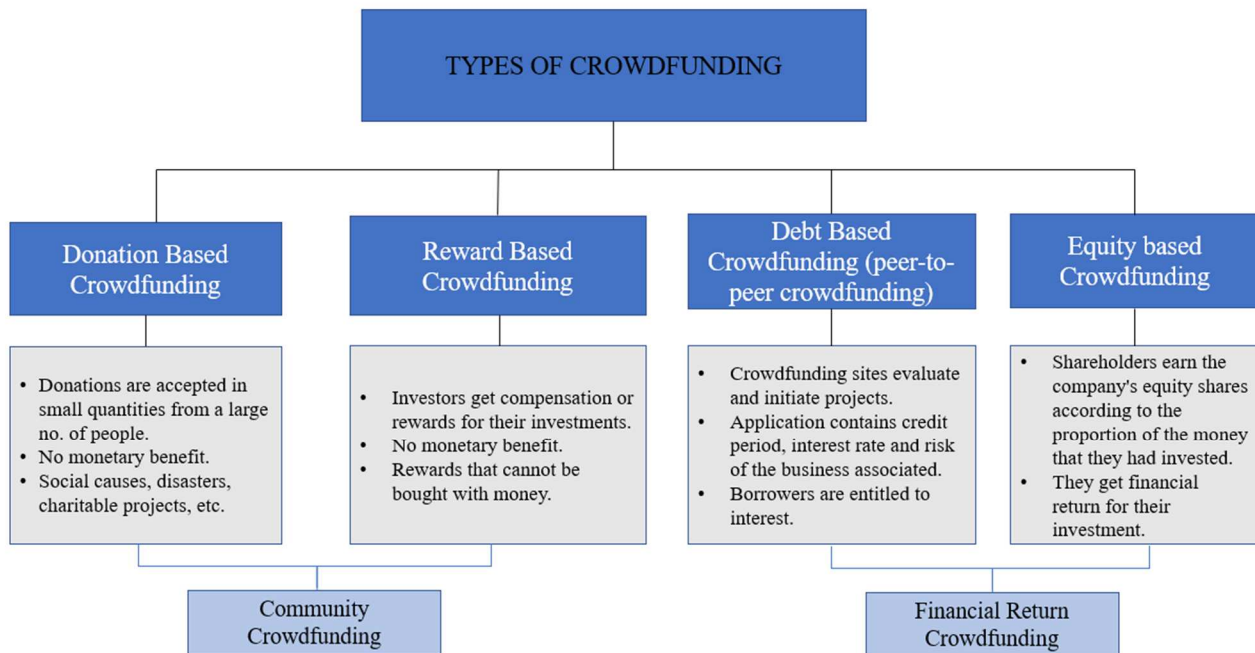 TYPES OF CROWDFUNDING
Donation Based
Crowdfunding
Reward Based
Crowdfunding
Debt Based
Crowdfunding (peer-to-
peer crowdfunding)
Equity based
Crowdfunding
• Donations are accepted in
small quantities from a large
no. of people.
• No monetary benefit.
• Social causes, disasters,
charitable projects, etc.
• Investors get compensation or
rewards for their investments.
• No monetary benefit.
• Rewards that cannot be
bought with money.
• Crowdfunding sites evaluate
and initiate projects.
• Application contains credit
period, interest rate and risk
of the business associated.
• Borrowers are entitled to
interest.
• Shareholders earn the
company's equity shares
according to the
proportion of the money
that they had invested.
• They get financial
return for their
investment.
Community
Crowdfunding
Financial Return
Crowdfunding